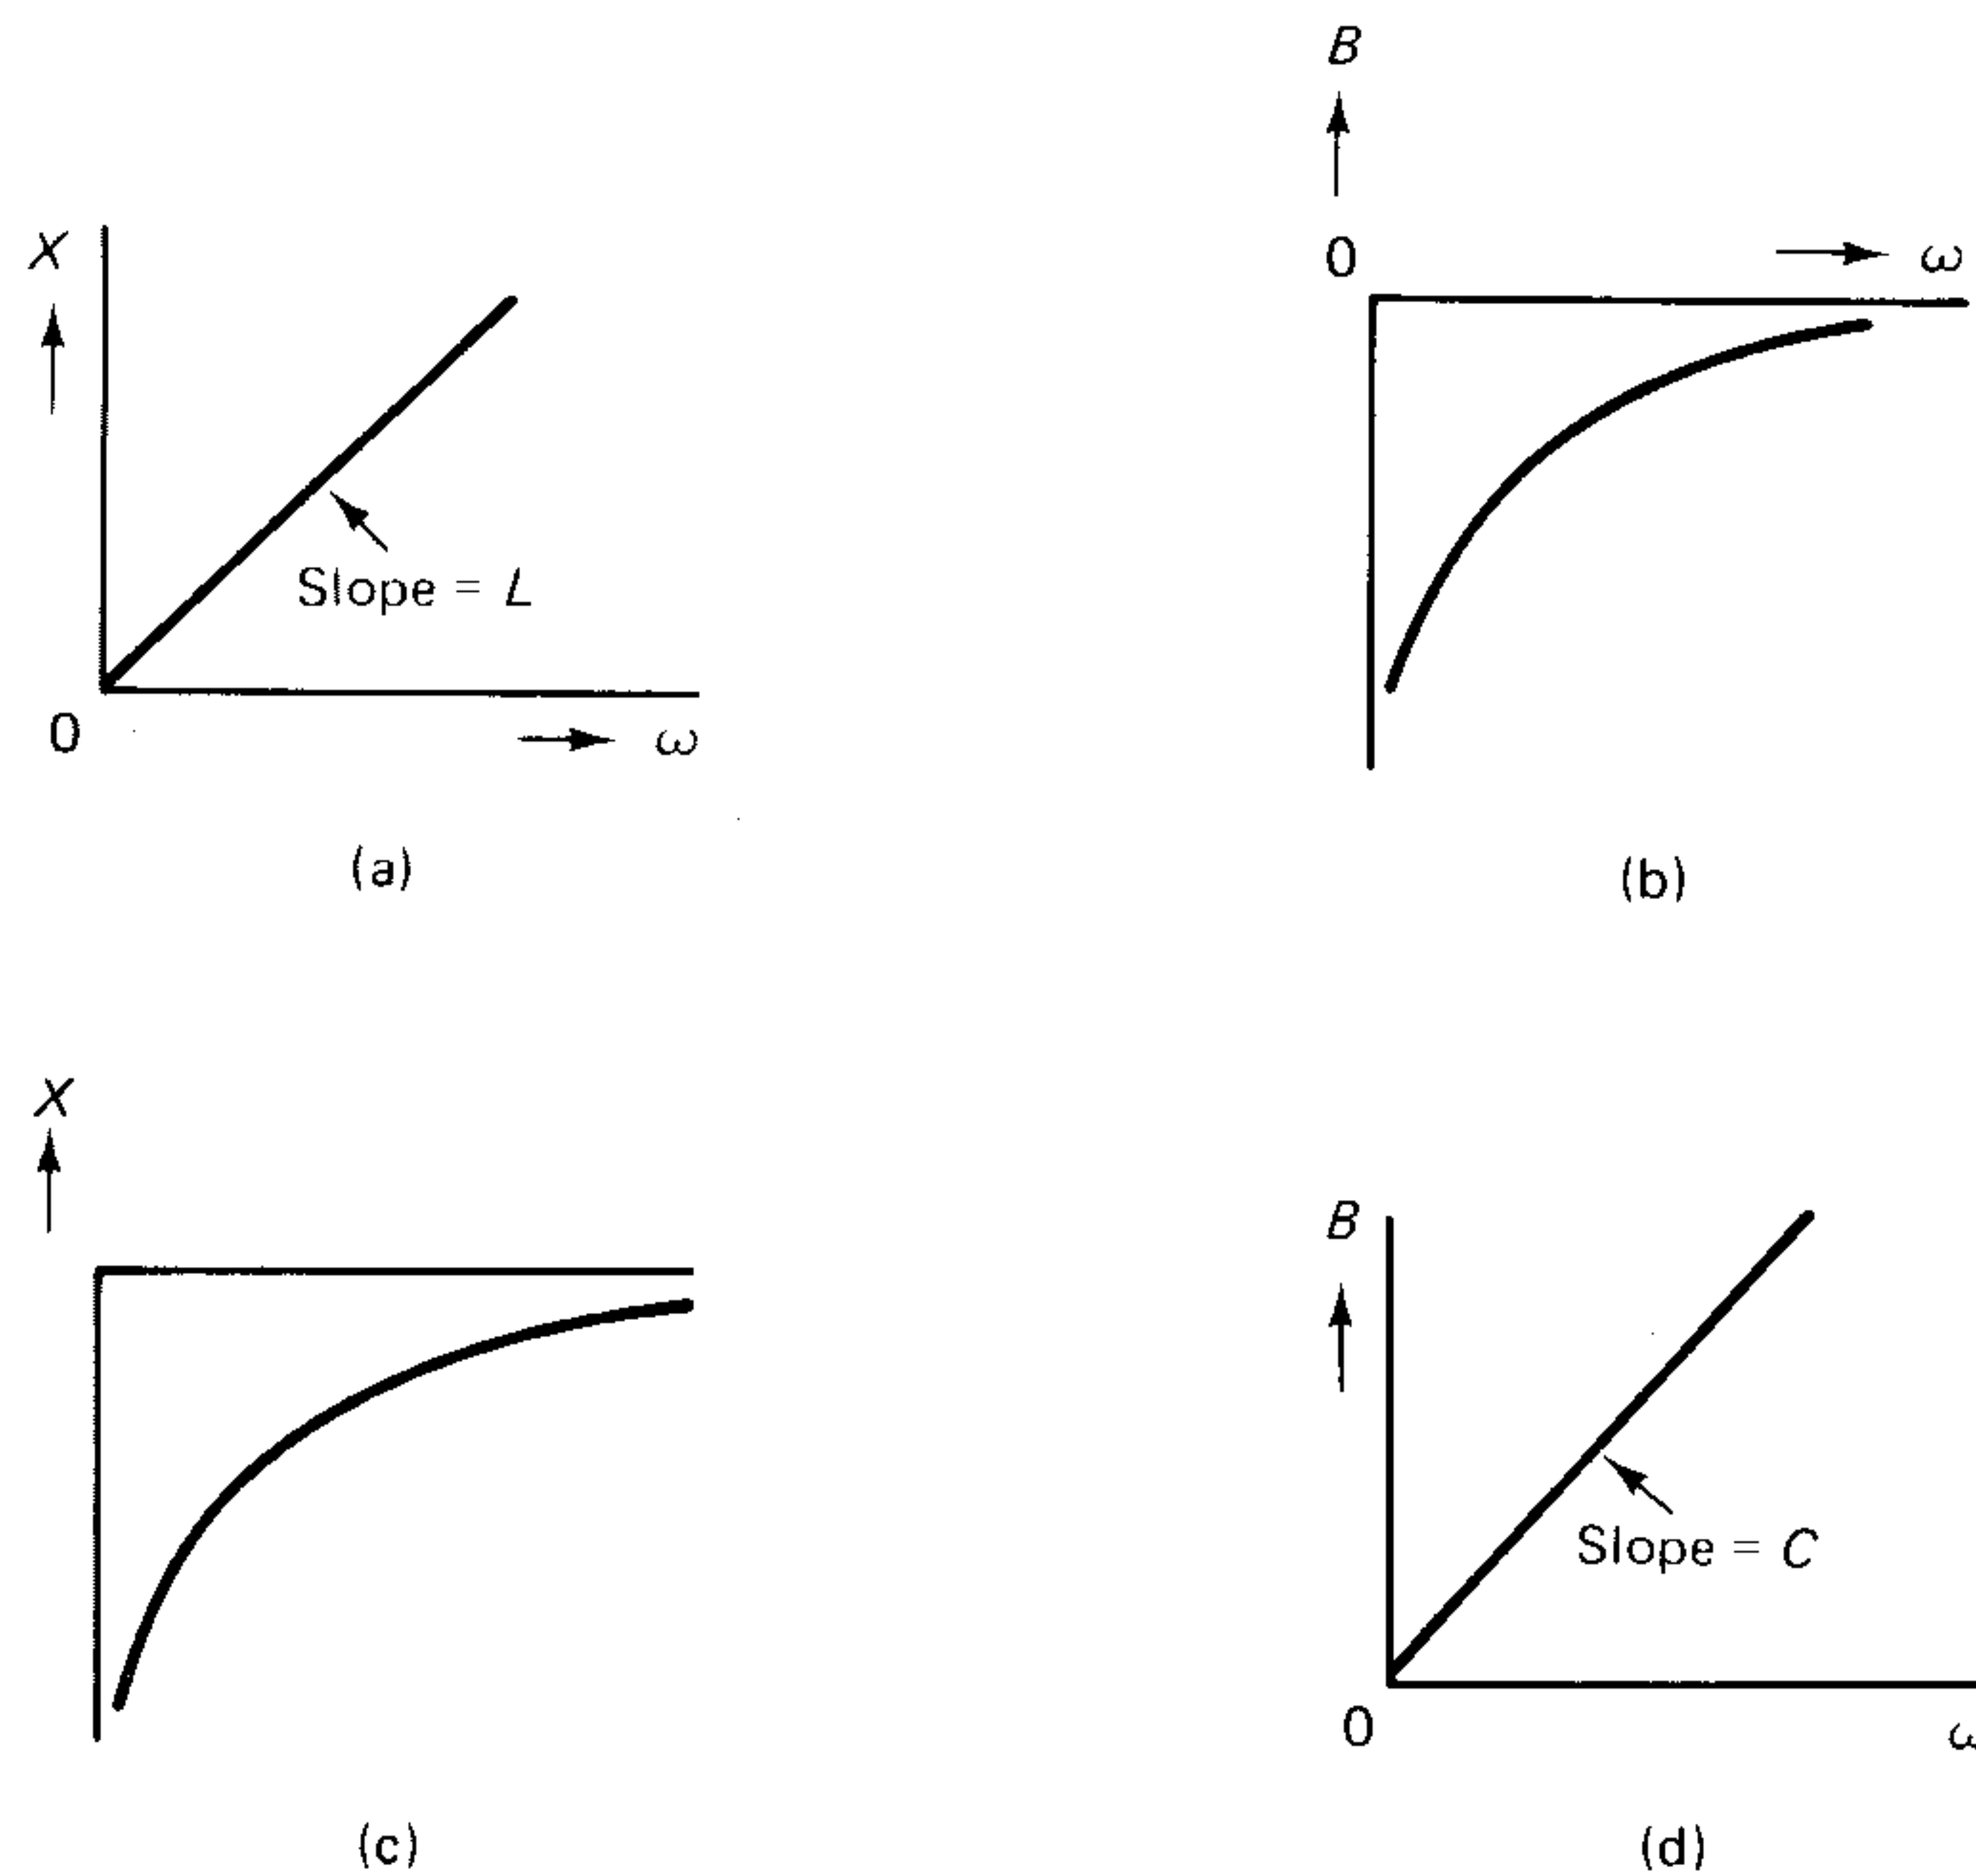 X
Slope = L
0
ω
(a)
B
0
ω
(b)
X
(c)
B
Slope = C
0
ω
(d)